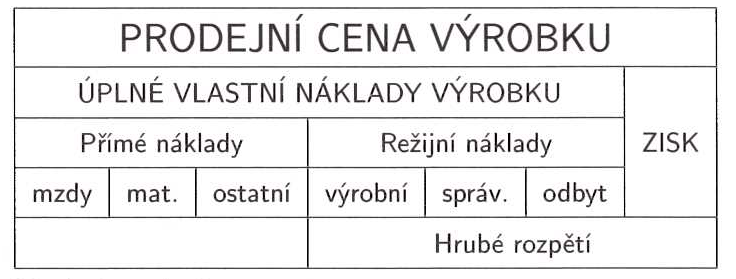 PRODEJNÍ CENA VÝROBKU
ÚPLNÉ VLASTNÍ NÁKLADY VÝROBKU
Přímé náklady Režijní náklady ZISK
mzdy mat. ostatní výrobní správ. odbyt
Hrubé rozpětí